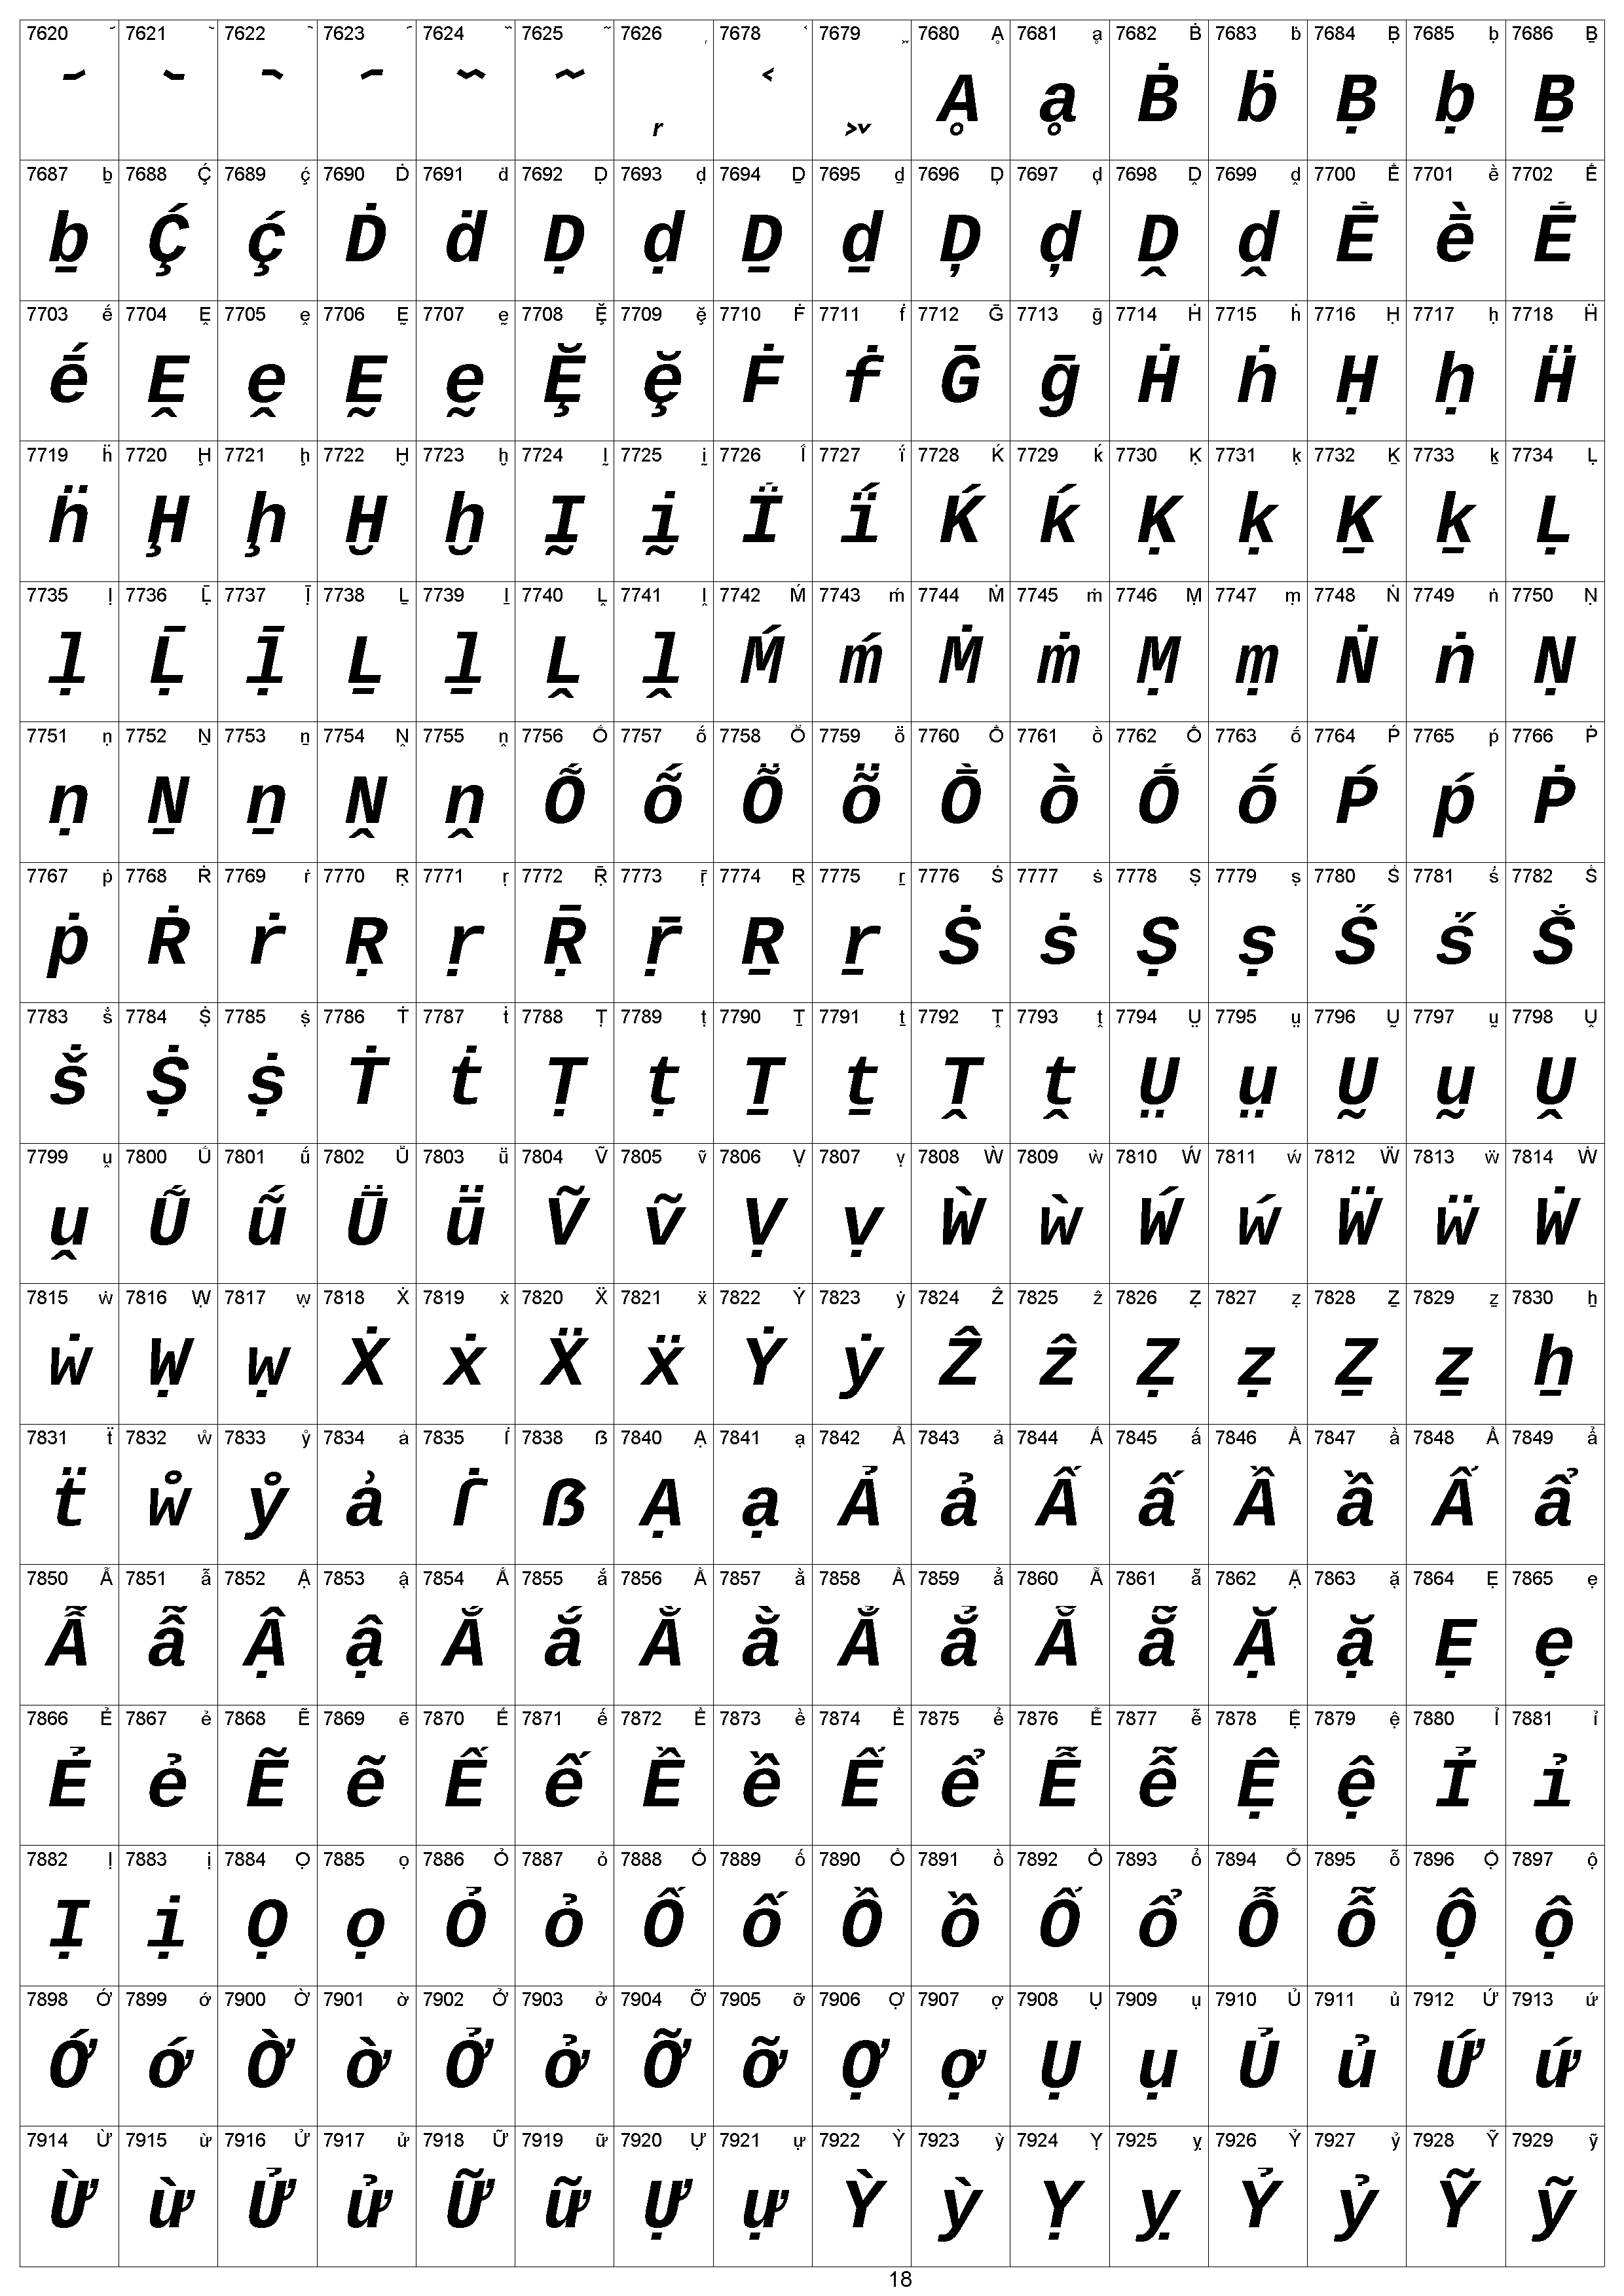 7620 ᷄ 7621 ᷅ 7622 ᷆ 7623 ᷇ 7624 ᷈ 7625 ᷉ 7626 ᷊ 7678 ᷾ 7679 ᷿ 7680 Ḁ 7681 ḁ 7682 Ḃ 7683 ḃ 7684 Ḅ 7685 ḅ 7686 Ḇ
᷄ ᷅ ᷆ ᷇ ᷈ ᷉ ᷊ ᷾ ᷿ Ḁ ḁ Ḃ ḃ Ḅ ḅ Ḇ
7687 ḇ 7688 Ḉ 7689 ḉ 7690 Ḋ 7691 ḋ 7692 Ḍ 7693 ḍ 7694 Ḏ 7695 ḏ 7696 Ḑ 7697 ḑ 7698 Ḓ 7699 ḓ 7700 Ḕ 7701 ḕ 7702 Ḗ
ḇ Ḉ ḉ Ḋ ḋ Ḍ ḍ Ḏ ḏ Ḑ ḑ Ḓ ḓ Ḕ ḕ Ḗ
7703 ḗ 7704 Ḙ 7705 ḙ 7706 Ḛ 7707 ḛ 7708 Ḝ 7709 ḝ 7710 Ḟ 7711 ḟ 7712 Ḡ 7713 ḡ 7714 Ḣ 7715 ḣ 7716 Ḥ 7717 ḥ 7718 Ḧ
ḗ Ḙ ḙ Ḛ ḛ Ḝ ḝ Ḟ ḟ Ḡ ḡ Ḣ ḣ Ḥ ḥ Ḧ
7719 ḧ 7720 Ḩ 7721 ḩ 7722 Ḫ 7723 ḫ 7724 Ḭ 7725 ḭ 7726 Ḯ 7727 ḯ 7728 Ḱ 7729 ḱ 7730 Ḳ 7731 ḳ 7732 Ḵ 7733 ḵ 7734 Ḷ
ḧ Ḩ ḩ Ḫ ḫ Ḭ ḭ Ḯ ḯ Ḱ ḱ Ḳ ḳ Ḵ ḵ Ḷ
7735 ḷ 7736 Ḹ 7737 ḹ 7738 Ḻ 7739 ḻ 7740 Ḽ 7741 ḽ 7742 Ḿ 7743 ḿ 7744 Ṁ 7745 ṁ 7746 Ṃ 7747 ṃ 7748 Ṅ 7749 ṅ 7750 Ṇ
ḷ Ḹ ḹ Ḻ ḻ Ḽ ḽ Ḿ ḿ Ṁ ṁ Ṃ ṃ Ṅ ṅ Ṇ
7751 ṇ 7752 Ṉ 7753 ṉ 7754 Ṋ 7755 ṋ 7756 Ṍ 7757 ṍ 7758 Ṏ 7759 ṏ 7760 Ṑ 7761 ṑ 7762 Ṓ 7763 ṓ 7764 Ṕ 7765 ṕ 7766 Ṗ
ṇ Ṉ ṉ Ṋ ṋ Ṍ ṍ Ṏ ṏ Ṑ ṑ Ṓ ṓ Ṕ ṕ Ṗ
7767 ṗ 7768 Ṙ 7769 ṙ 7770 Ṛ 7771 ṛ 7772 Ṝ 7773 ṝ 7774 Ṟ 7775 ṟ 7776 Ṡ 7777 ṡ 7778 Ṣ 7779 ṣ 7780 Ṥ 7781 ṥ 7782 Ṧ
ṗ Ṙ ṙ Ṛ ṛ Ṝ ṝ Ṟ ṟ Ṡ ṡ Ṣ ṣ Ṥ ṥ Ṧ
7783 ṧ 7784 Ṩ 7785 ṩ 7786 Ṫ 7787 ṫ 7788 Ṭ 7789 ṭ 7790 Ṯ 7791 ṯ 7792 Ṱ 7793 ṱ 7794 Ṳ 7795 ṳ 7796 Ṵ 7797 ṵ 7798 Ṷ
ṧ Ṩ ṩ Ṫ ṫ Ṭ ṭ Ṯ ṯ Ṱ ṱ Ṳ ṳ Ṵ ṵ Ṷ
7799 ṷ 7800 Ṹ 7801 ṹ 7802 Ṻ 7803 ṻ 7804 Ṽ 7805 ṽ 7806 Ṿ 7807 ṿ 7808 Ẁ 7809 ẁ 7810 Ẃ 7811 ẃ 7812 Ẅ 7813 ẅ 7814 Ẇ
ṷ Ṹ ṹ Ṻ ṻ Ṽ ṽ Ṿ ṿ Ẁ ẁ Ẃ ẃ Ẅ ẅ Ẇ
7815 ẇ 7816 Ẉ 7817 ẉ 7818 Ẋ 7819 ẋ 7820 Ẍ 7821 ẍ 7822 Ẏ 7823 ẏ 7824 Ẑ 7825 ẑ 7826 Ẓ 7827 ẓ 7828 Ẕ 7829 ẕ 7830 ẖ
ẇ Ẉ ẉ Ẋ ẋ Ẍ ẍ Ẏ ẏ Ẑ ẑ Ẓ ẓ Ẕ ẕ ẖ
7831 ẗ 7832 ẘ 7833 ẙ 7834 ẚ 7835 ẛ 7838 ẞ 7840 Ạ 7841 ạ 7842 Ả 7843 ả 7844 Ấ 7845 ấ 7846 Ầ 7847 ầ 7848 Ẩ 7849 ẩ
ẗ ẘ ẙ ẚ ẛ ẞ Ạ ạ Ả ả Ấ ấ Ầ ầ Ẩ ẩ
7850 Ẫ 7851 ẫ 7852 Ậ 7853 ậ 7854 Ắ 7855 ắ 7856 Ằ 7857 ằ 7858 Ẳ 7859 ẳ 7860 Ẵ 7861 ẵ 7862 Ặ 7863 ặ 7864 Ẹ 7865 ẹ
Ẫ ẫ Ậ ậ Ắ ắ Ằ ằ Ẳ ẳ Ẵ ẵ Ặ ặ Ẹ ẹ
7866 Ẻ 7867 ẻ 7868 Ẽ 7869 ẽ 7870 Ế 7871 ế 7872 Ề 7873 ề 7874 Ể 7875 ể 7876 Ễ 7877 ễ 7878 Ệ 7879 ệ 7880 Ỉ 7881 ỉ
Ẻ ẻ Ẽ ẽ Ế ế Ề ề Ể ể Ễ ễ Ệ ệ Ỉ ỉ
7882 Ị 7883 ị 7884 Ọ 7885 ọ 7886 Ỏ 7887 ỏ 7888 Ố 7889 ố 7890 Ồ 7891 ồ 7892 Ổ 7893 ổ 7894 Ỗ 7895 ỗ 7896 Ộ 7897 ộ
Ị ị Ọ ọ Ỏ ỏ Ố ố Ồ ồ Ổ ổ Ỗ ỗ Ộ ộ
7898 Ớ 7899 ớ 7900 Ờ 7901 ờ 7902 Ở 7903 ở 7904 Ỡ 7905 ỡ 7906 Ợ 7907 ợ 7908 Ụ 7909 ụ 7910 Ủ 7911 ủ 7912 Ứ 7913 ứ
Ớ ớ Ờ ờ Ở ở Ỡ ỡ Ợ ợ Ụ ụ Ủ ủ Ứ ứ
7914 Ừ 7915 ừ 7916 Ử 7917 ử 7918 Ữ 7919 ữ 7920 Ự 7921 ự 7922 Ỳ 7923 ỳ 7924 Ỵ 7925 ỵ 7926 Ỷ 7927 ỷ 7928 Ỹ 7929 ỹ
Ừ ừ Ử ử Ữ ữ Ự ự Ỳ ỳ Ỵ ỵ Ỷ ỷ Ỹ ỹ
18